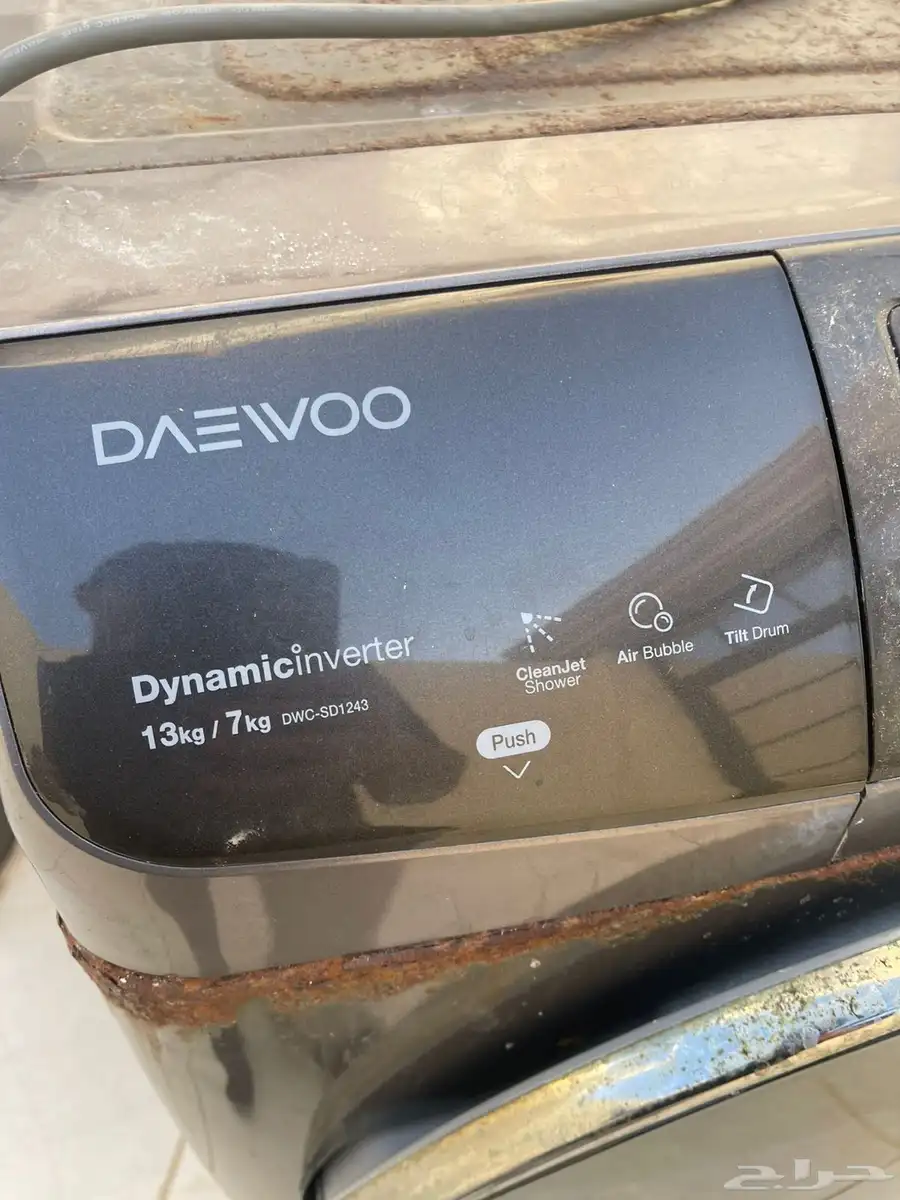 DAEWOO
Dynamicinverter
13kg / 7kg DWC-SD1243
CleanJet
Shower
Air Bubble
Tilt Drum
Push
حراج